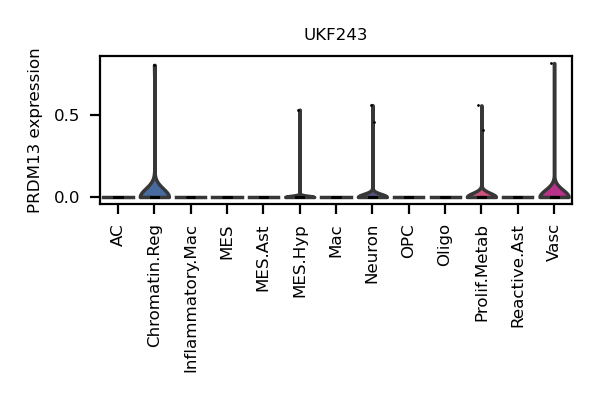 UKF243
PRDM13 expression
0.5
0.0
AC
Chromatin.Reg
Inflammatory.Mac
MES
MES.Ast
MES.Hyp
Mac
Neuron
OPC
Oligo
Prolif.Metab
Reactive.Ast
Vasc